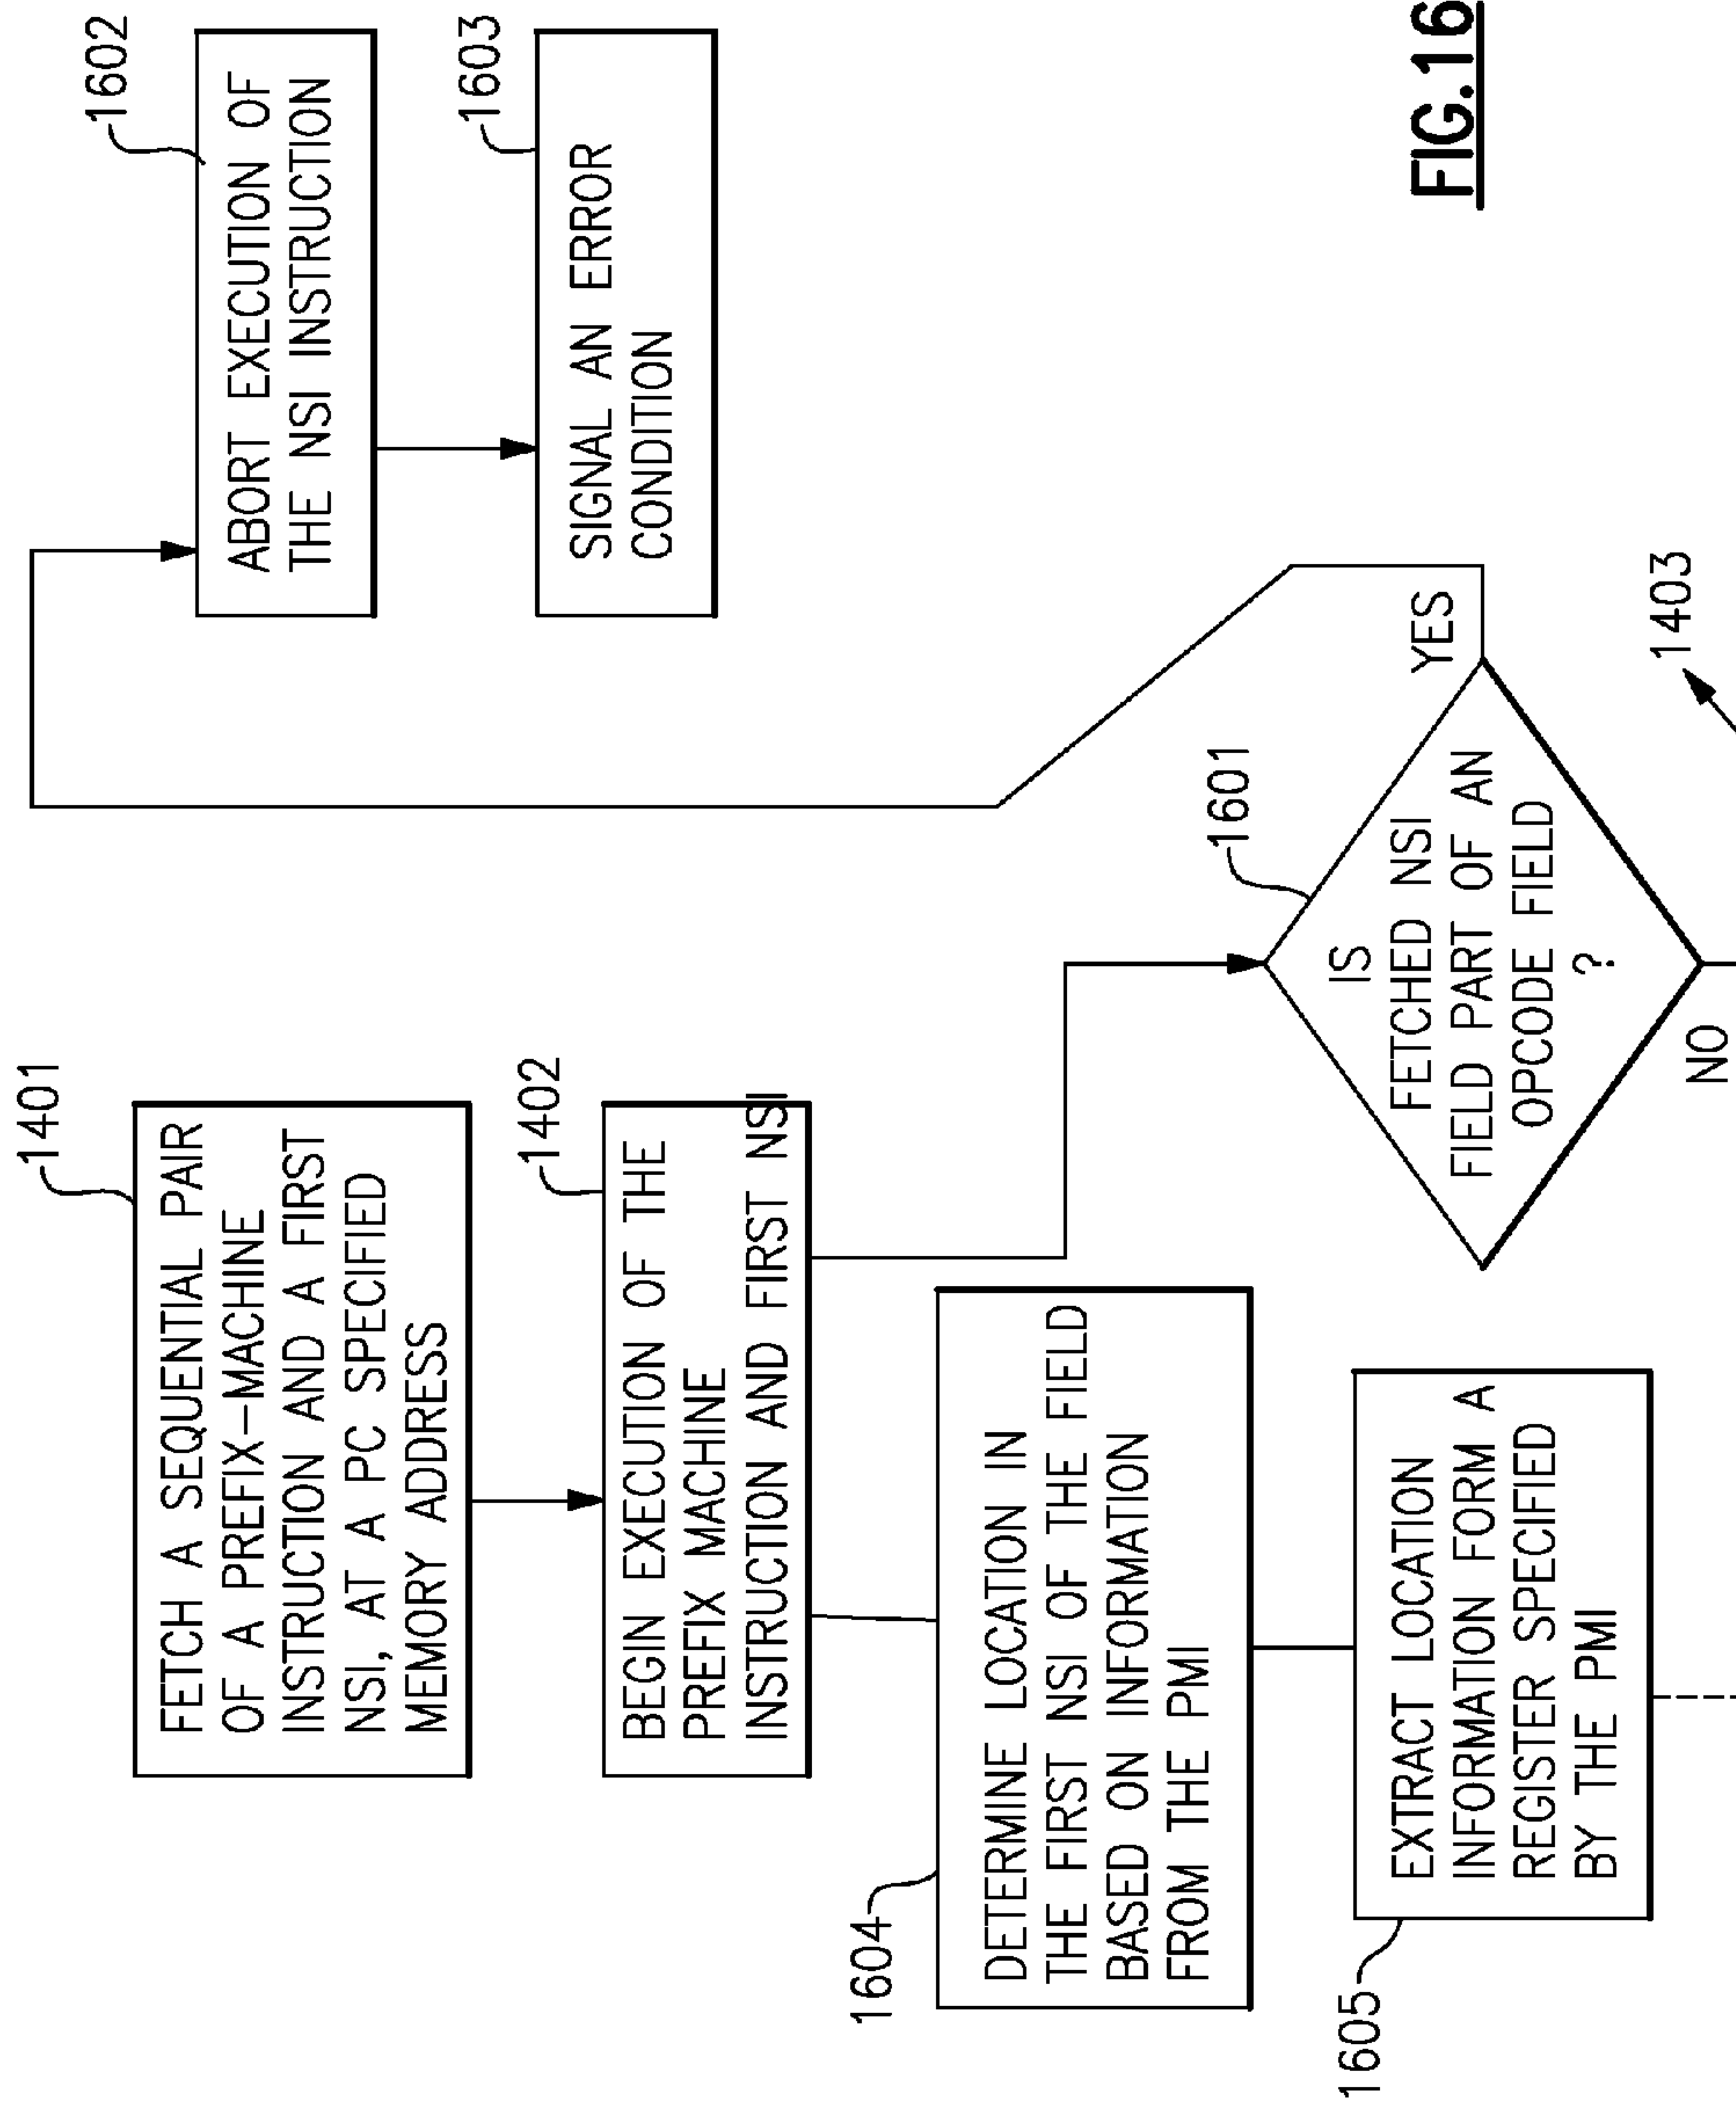 1401
FETCH A SEQUENTIAL PAIR
OF A PREFIX-MACHINE
INSTRUCTION AND A FIRST
NSI, AT A PC SPECIFIED
MEMORY ADDRESS
1402
BEGIN EXECUTION OF THE
PREFIX MACHINE
INSTRUCTION AND FIRST NSI
1604
DETERMINE LOCATION IN
THE FIRST NSI OF THE FIELD
BASED ON INFORMATION
FROM THE PMI
1605
EXTRACT LOCATION
INFORMATION FORM A
REGISTER SPECIFIED
BY THE PMI
1601
IS
FETCHED NSI
FIELD PART OF AN
OPCODE FIELD
?
YES
NO
1403
1602
ABORT EXECUTION OF
THE NSI INSTRUCTION
1603
SIGNAL AN ERROR
CONDITION
FIG.16